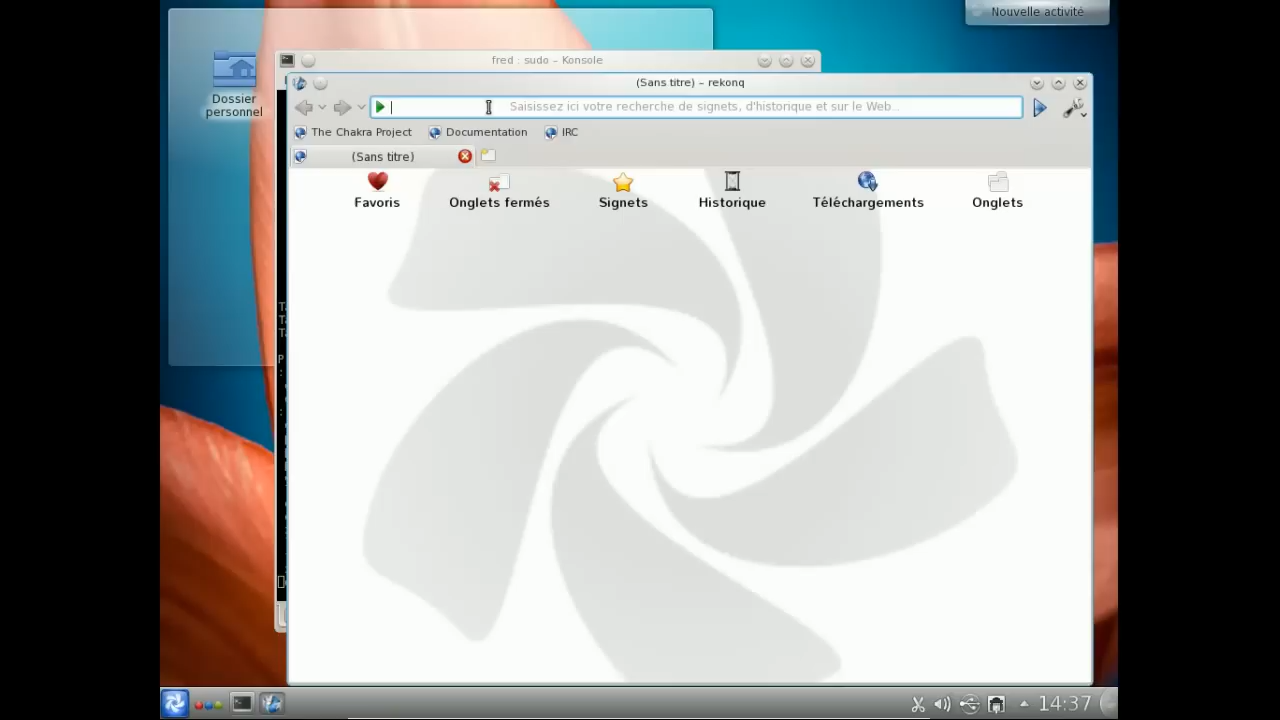 Nouvelle activité
Dossier
personnel
fred : sudo – Konsole
(Sans titre) – rekonq
Saisissez ici votre recherche de signets, d'historique et sur le Web...
The Chakra Project
Documentation
IRC
(Sans titre)
Favoris
Onglets fermés
Signets
Historique
Téléchargements
Onglets
14:37